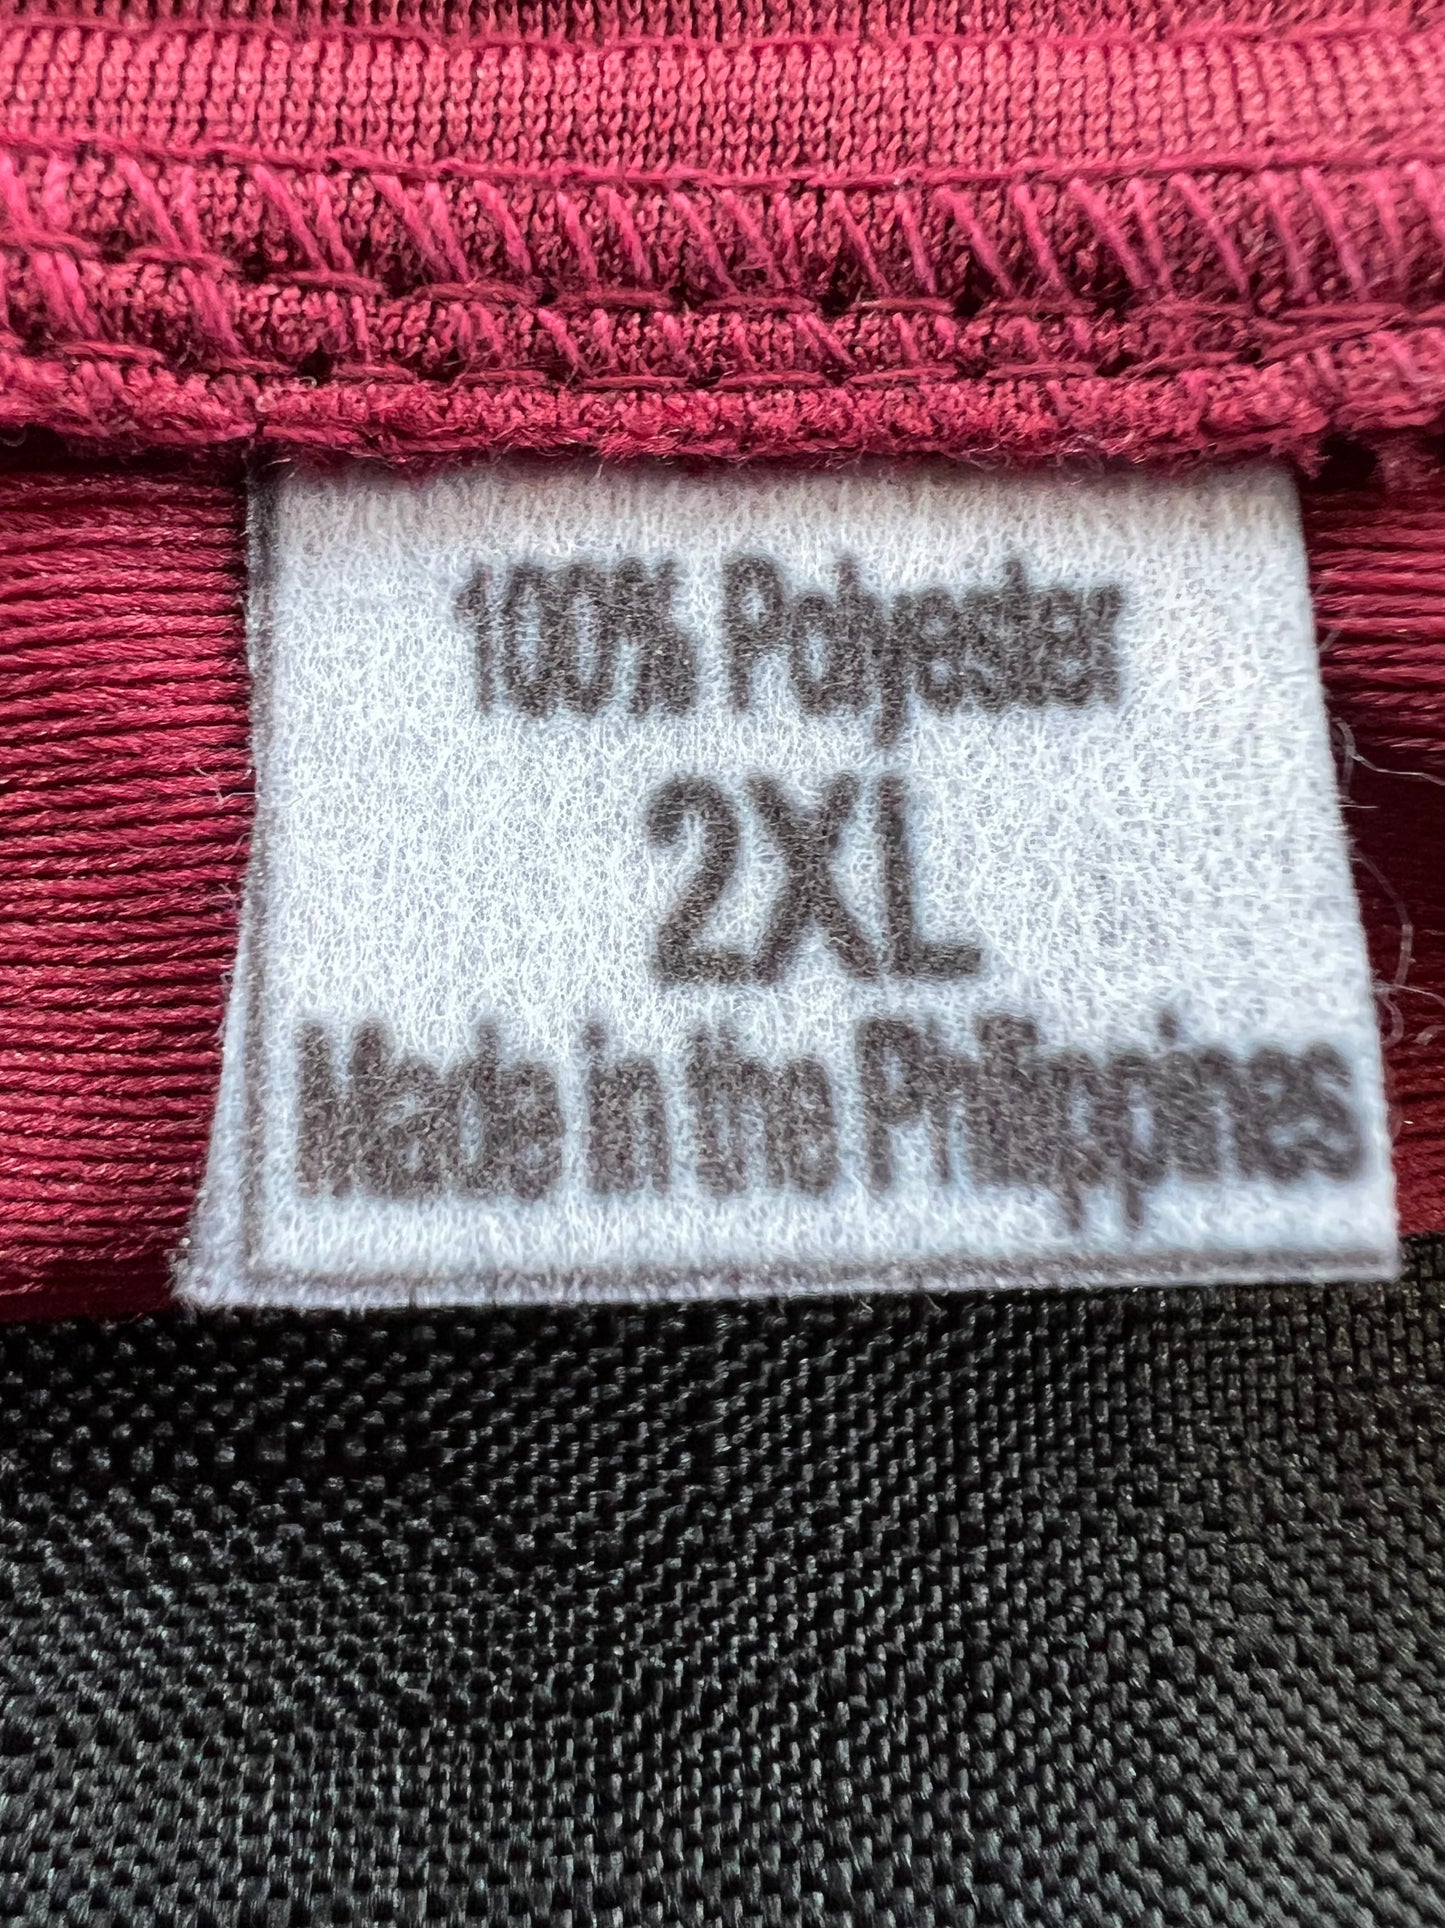 100% Polyester
2XL
Made in the Philippines